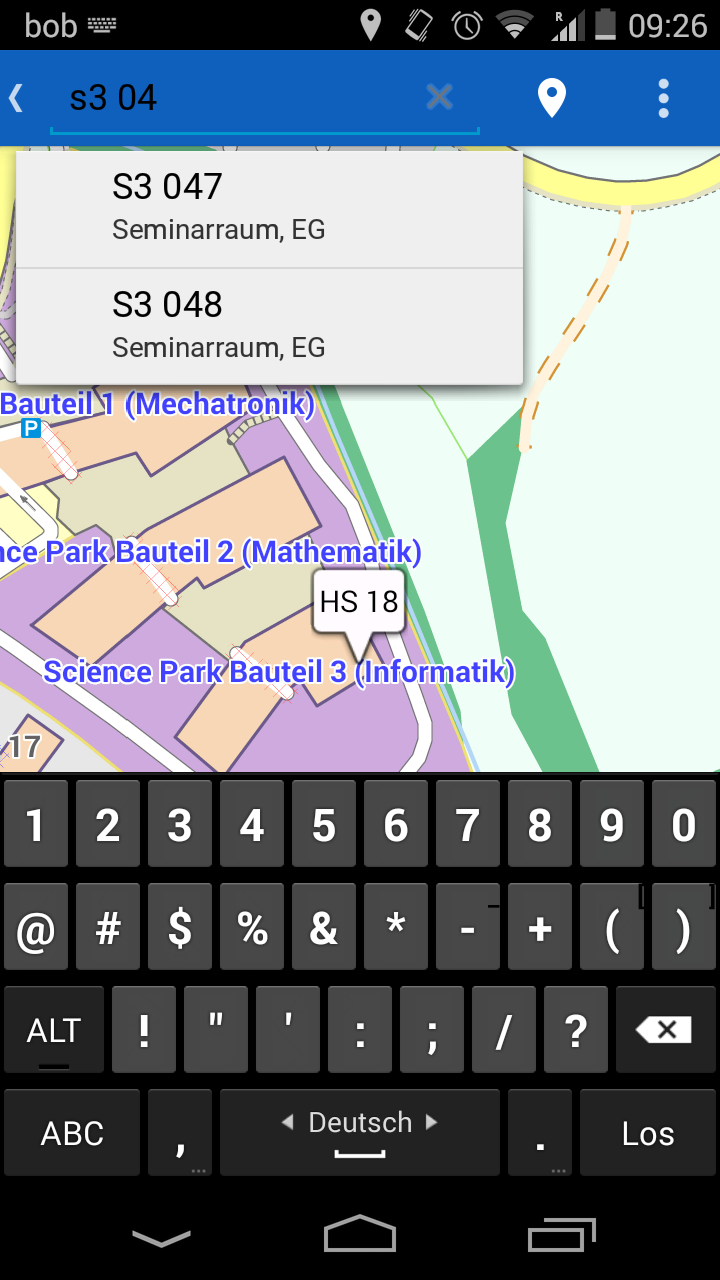 bob
R 09:26
s3 04
S3 047
Seminarraum, EG
S3 048
Seminarraum, EG
Bauteil 1 (Mechatronik)
P
nce Park Bauteil 2 (Mathematik)
HS 18
Science Park Bauteil 3 (Informatik)
17
1 2 3 4 5 6 7 8 9 0
@ # $ % & * - _ + ( [ ) ]
ALT ! " ' : ; / ?
ABC , ... Deutsch . ... Los